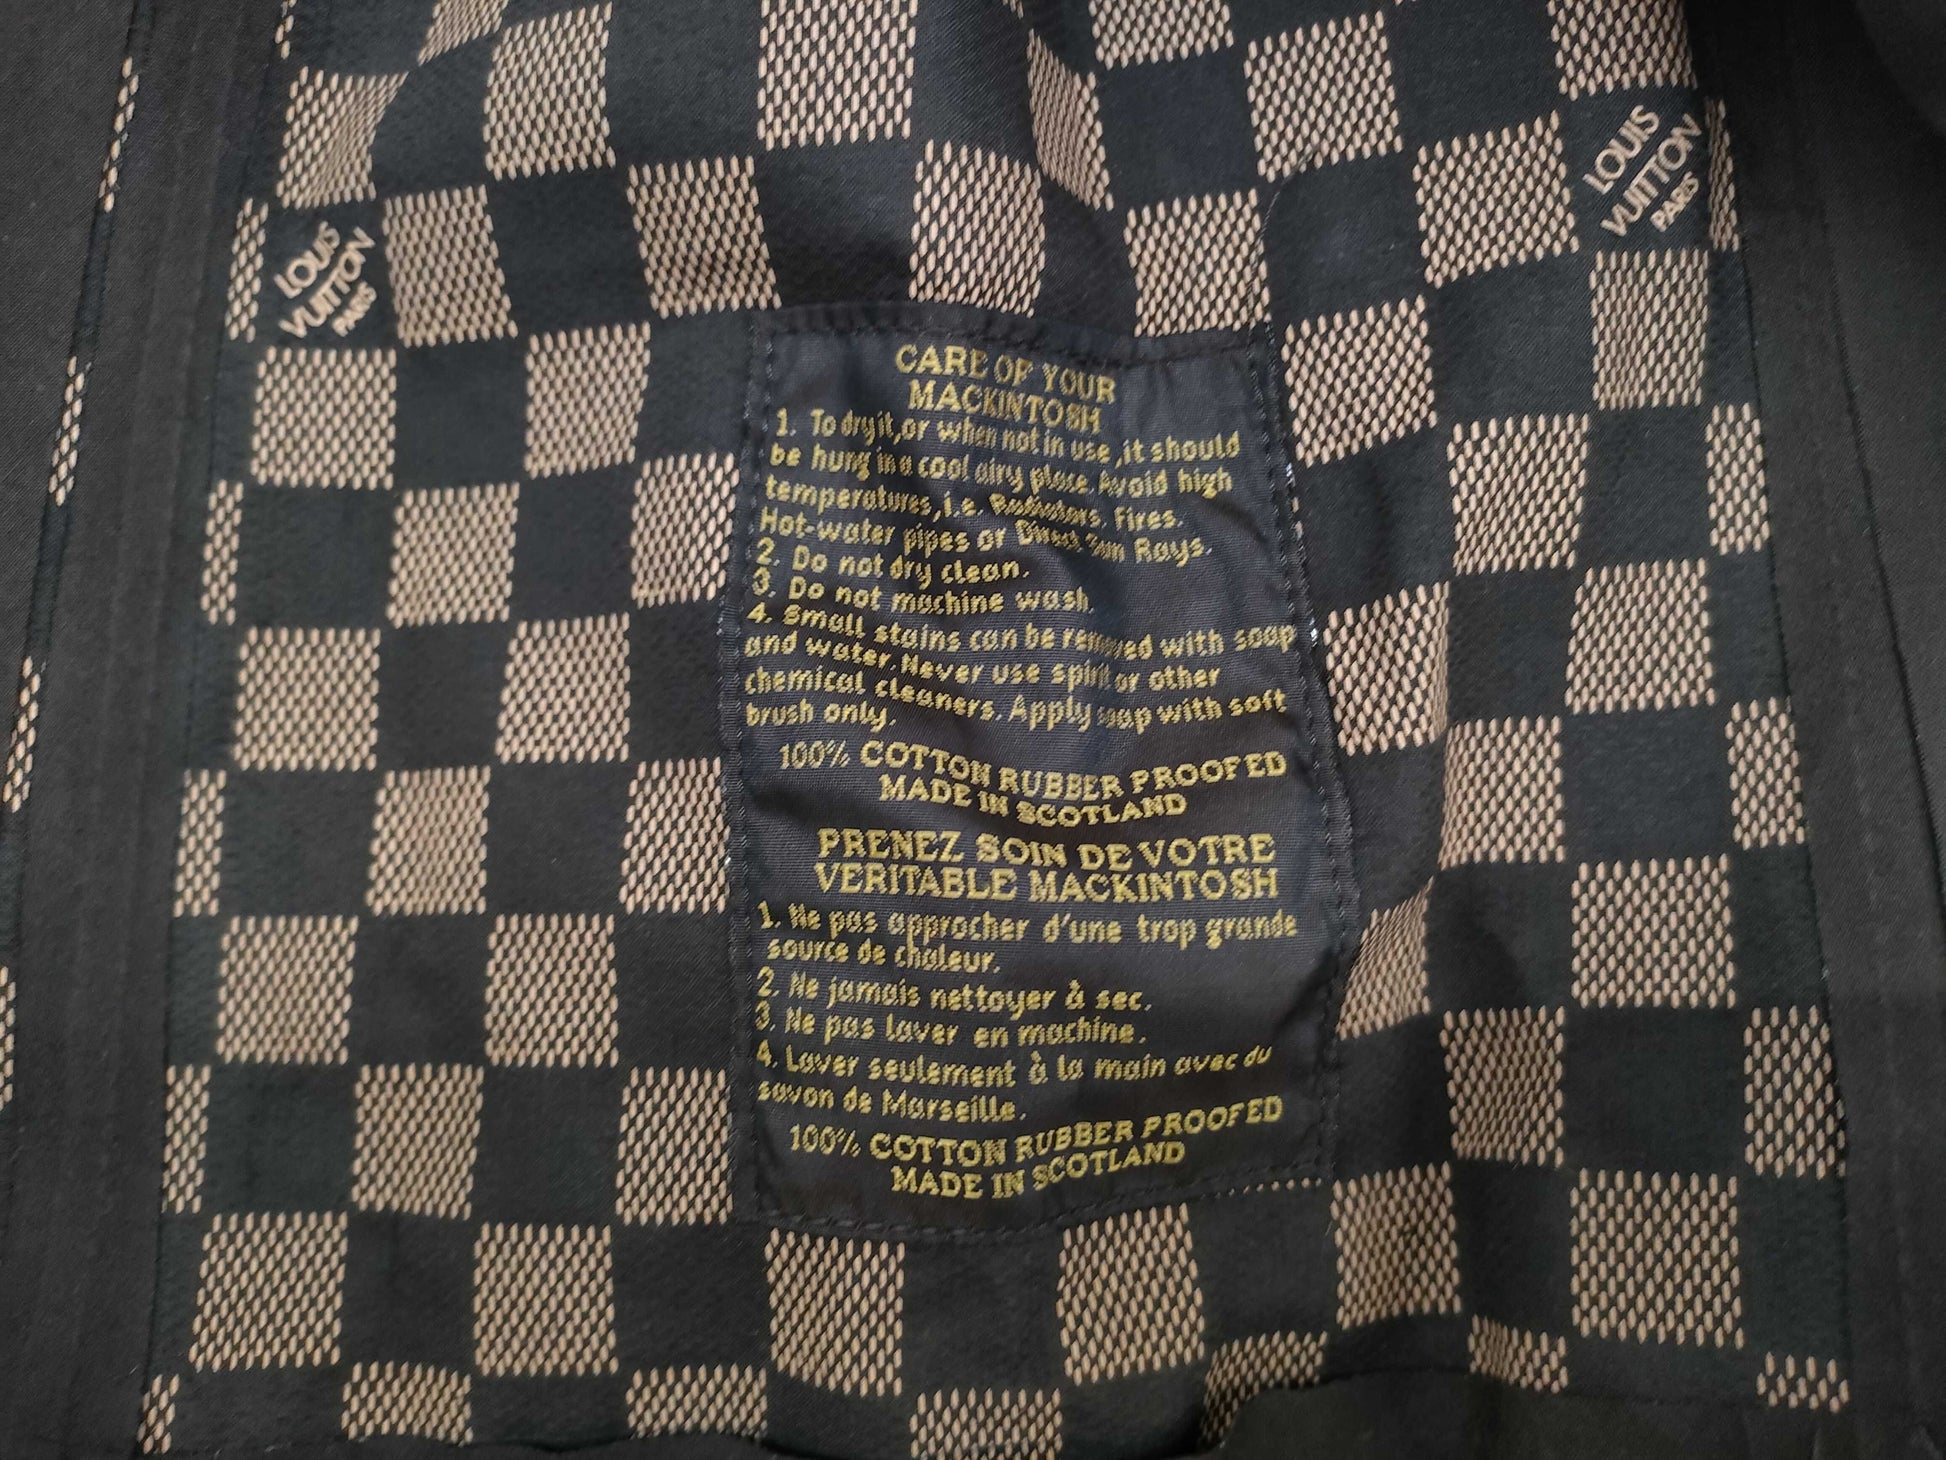 LOUIS
VUITTON
PARIS
LOUIS
VUITTON
PARIS
CARE OF YOUR
MACKINTOSH
1. To dry it, or when not in use, it should
be hung in a cool airy place. Avoid high
temperatures, i.e. Radiators. Fires.
Hot-water pipes or Direct Sun Rays.
2. Do not dry clean.
3. Do not machine wash.
4. Small stains can be removed with soap
and water. Never use spirit or other
chemical cleaners. Apply soap with soft
brush only.
100% COTTON RUBBER PROOFED
MADE IN SCOTLAND
PRENEZ SOIN DE VOTRE
VERITABLE MACKINTOSH
1. Ne pas approcher d'une trop grande
source de chaleur.
2. Ne jamais nettoyer à sec.
3. Ne pas laver en machine.
4. Laver seulement à la main avec du
savon de Marseille.
100% COTTON RUBBER PROOFED
MADE IN SCOTLAND